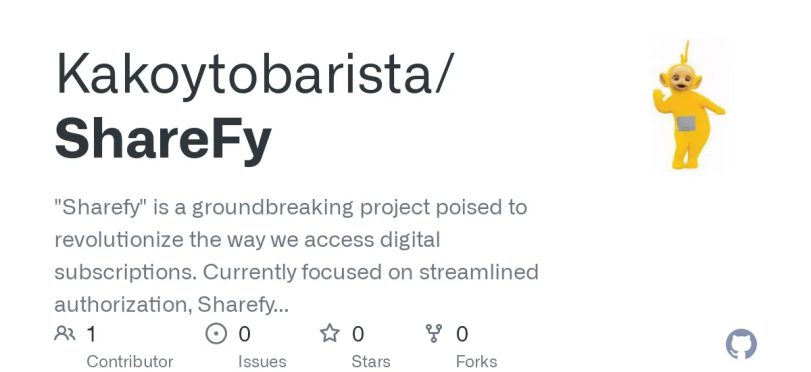 Kakoytobarista/
ShareFy
"Sharefy" is a groundbreaking project poised to
revolutionize the way we access digital
subscriptions. Currently focused on streamlined
authorization, Sharefy...
1 0 0 0
Contributor Issues Stars Forks